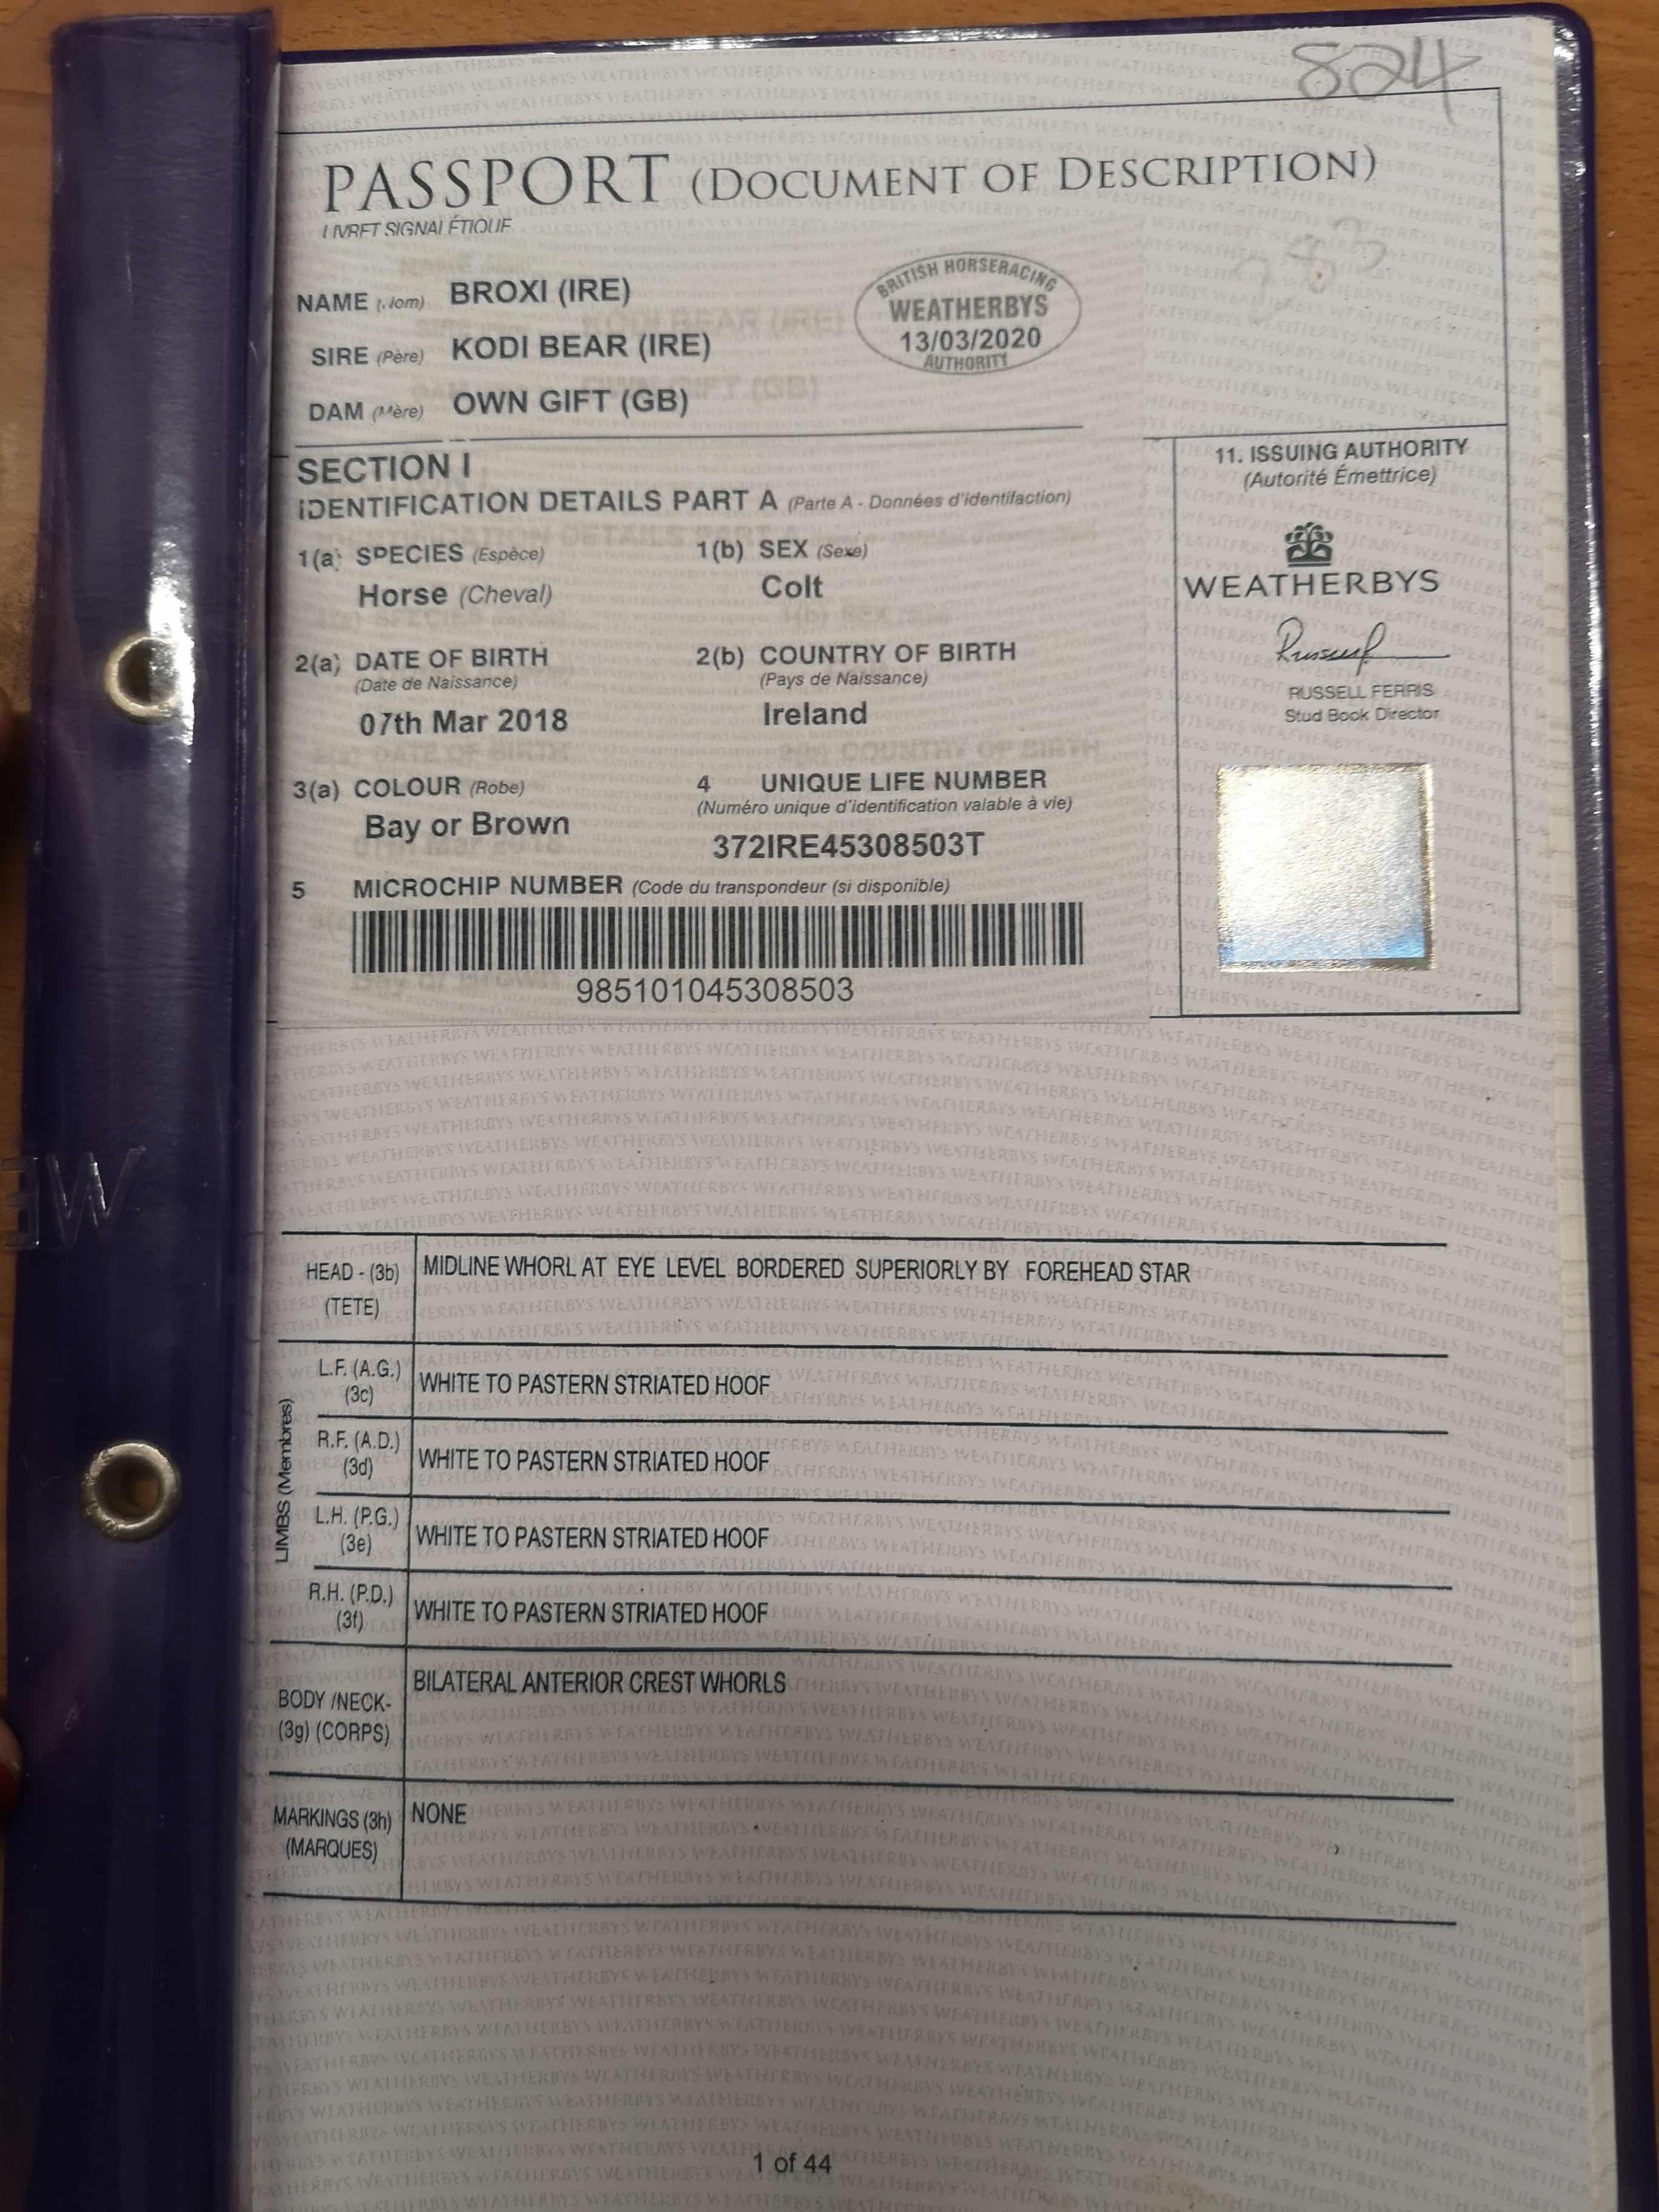 824
PASSPORT (DOCUMENT OF DESCRIPTION)
LIVRET SIGNALÉTIQUE
NAME (Nom) BROXI (IRE)
SIRE (Père) KODI BEAR (IRE)
DAM (Mère) OWN GIFT (GB)
BRITISH HORSERACING
WEATHERBYS
13/03/2020
AUTHORITY
SECTION I
IDENTIFICATION DETAILS PART A (Parte A - Données d'identifaction)
1(a) SPECIES (Espèce)
Horse (Cheval)
1(b) SEX (Sexe)
Colt
2(a) DATE OF BIRTH
(Date de Naissance)
07th Mar 2018
2(b) COUNTRY OF BIRTH
(Pays de Naissance)
Ireland
3(a) COLOUR (Robe)
Bay or Brown
4 UNIQUE LIFE NUMBER
(Numéro unique d'identification valable à vie)
372IRE45308503T
5 MICROCHIP NUMBER (Code du transpondeur (si disponible)
985101045308503
11. ISSUING AUTHORITY
(Autorité Émettrice)
WEATHERBYS
RUSSELL FERRIS
Stud Book Director
HEAD - (3b) MIDLINE WHORL AT EYE LEVEL BORDERED SUPERIORLY BY FOREHEAD STAR
(TETE)
LIMBS (Membres)
L.F. (A.G.) (3c) WHITE TO PASTERN STRIATED HOOF
R.F. (A.D.) (3d) WHITE TO PASTERN STRIATED HOOF
L.H. (P.G.) (3e) WHITE TO PASTERN STRIATED HOOF
R.H. (P.D.) (3f) WHITE TO PASTERN STRIATED HOOF
BODY /NECK- (3g) (CORPS) BILATERAL ANTERIOR CREST WHORLS
MARKINGS (3h) (MARQUES) NONE
1 of 44